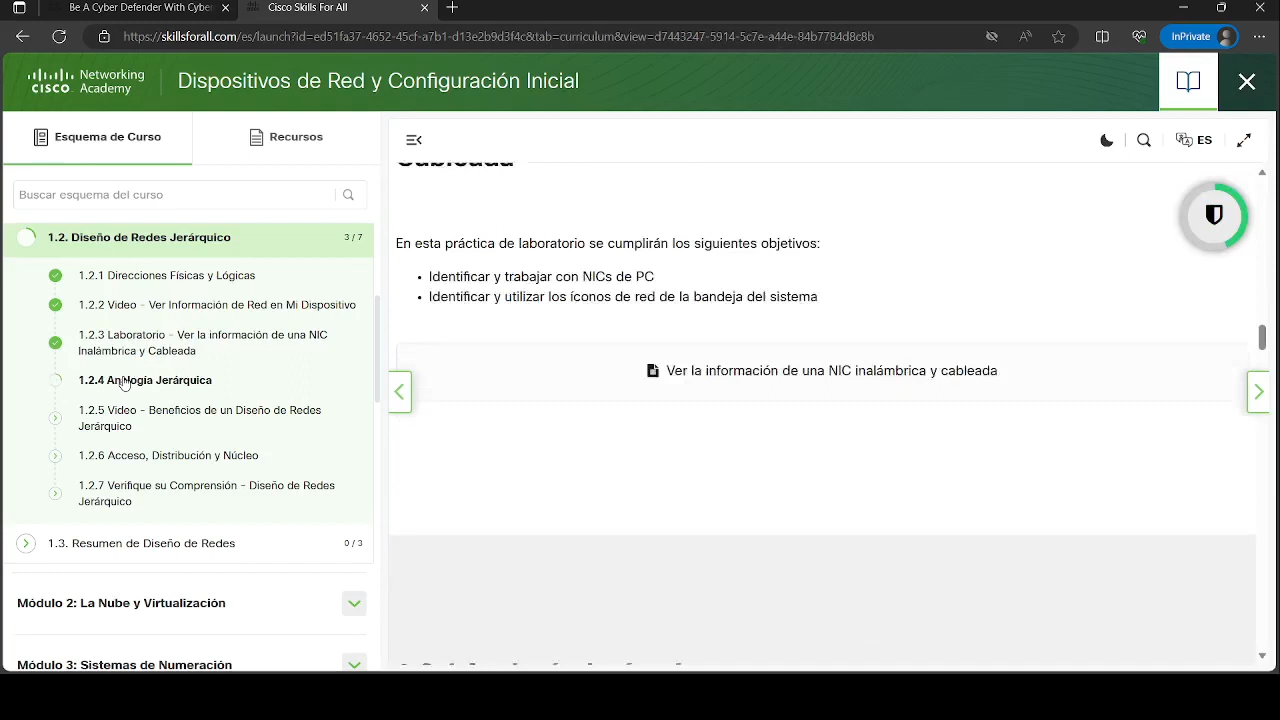 Be A Cyber Defender With Cyber
Cisco Skills For All
https://skillsforall.com/es/launch?id=ed51fa37-4652-45cf-a7b1-d13e2b9d3f4c8&tab=curriculum&view=d7443247-5914-5c7e-a44e-84b7784d8c8b
InPrivate
CISCO
Networking
Academy
Dispositivos de Red y Configuración Inicial
Esquema de Curso
Recursos
ES
Buscar esquema del curso
1.2. Diseño de Redes Jerárquico
3 / 7
1.2.1 Direcciones Físicas y Lógicas
1.2.2 Video - Ver Información de Red en Mi Dispositivo
1.2.3 Laboratorio - Ver la información de una NIC
Inalámbrica y Cableada
1.2.4 Analogía Jerárquica
1.2.5 Video - Beneficios de un Diseño de Redes
Jerárquico
1.2.6 Acceso, Distribución y Núcleo
1.2.7 Verifique su Comprensión - Diseño de Redes
Jerárquico
1.3. Resumen de Diseño de Redes
0 / 3
Módulo 2: La Nube y Virtualización
Módulo 3: Sistemas de Numeración
Cableada
En esta práctica de laboratorio se cumplirán los siguientes objetivos:
• Identificar y trabajar con NICs de PC
• Identificar y utilizar los íconos de red de la bandeja del sistema
Ver la información de una NIC inalámbrica y cableada